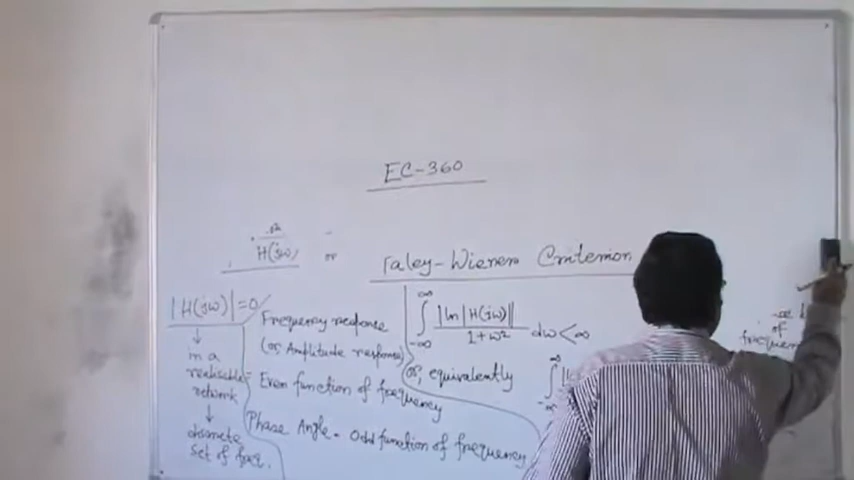 EC-360
H(jω) or Paley-Wiener Criterion
|H(jω)|=0
↓
in a
realisable
network
↓
discrete
set of freq.
Frequency response
(or, Amplitude response)
= Even function of frequency
Phase Angle = Odd function of frequency
∫ -∞ ∞ |ln|H(jω)|| / 1+ω² dω < ∞
or, equivalently
∫ ∞
of
frequen